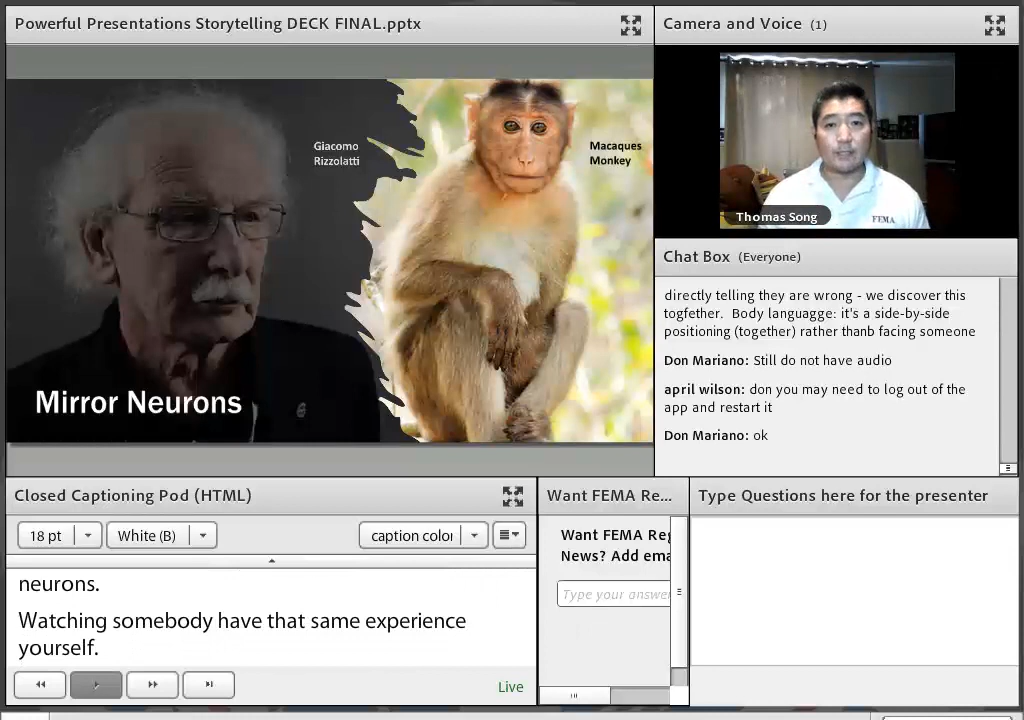 Powerful Presentations Storytelling DECK FINAL.pptx
Giacomo
Rizzolatti
Macaques
Monkey
Mirror Neurons
Camera and Voice (1)
Thomas Song
FEMA
Chat Box (Everyone)
directly telling they are wrong - we discover this
togfether. Body languagge: it's a side-by-side
positioning (together) rather thanb facing someone
Don Mariano: Still do not have audio
april wilson: don you may need to log out of the
app and restart it
Don Mariano: ok
Closed Captioning Pod (HTML)
18 pt
White (B)
caption color
neurons.
Watching somebody have that same experience
yourself.
Live
Want FEMA Re...
Want FEMA Reg
News? Add ema
Type your answer
Type Questions here for the presenter